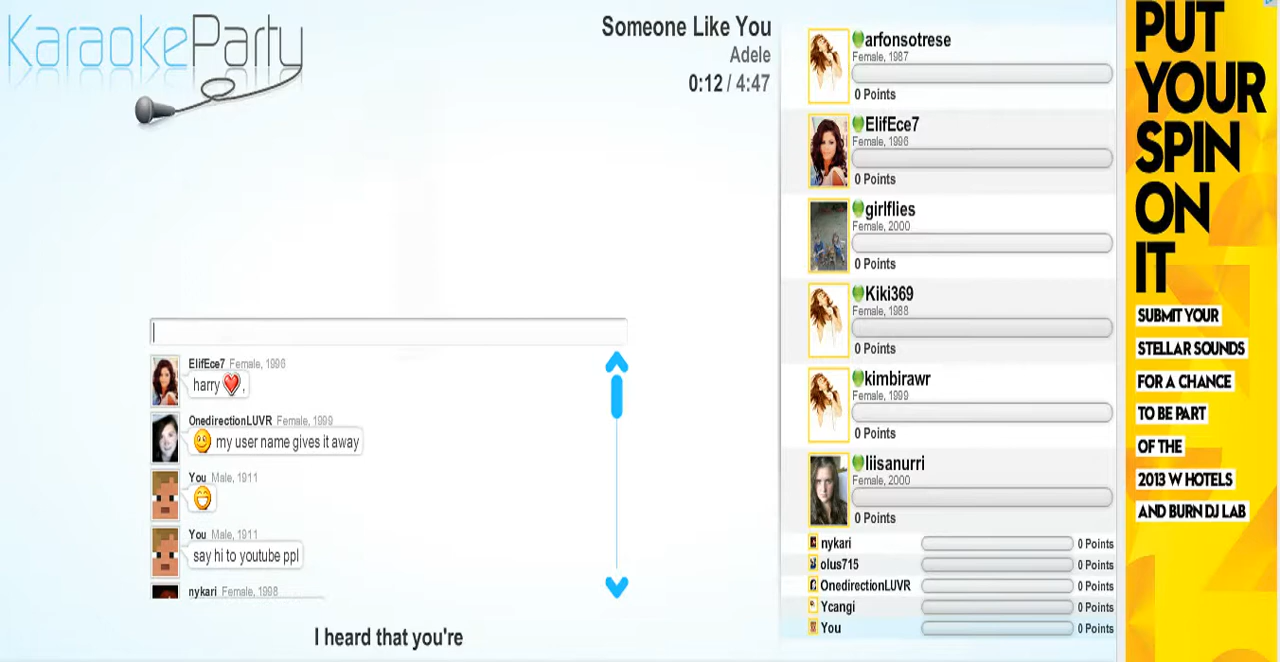 KaraokeParty
Someone Like You
Adele
0:12 / 4:47
ElifEce7 Female, 1996
harry ❤ .
OnedirectionLUVR Female, 1999
my user name gives it away
You Male, 1911
You Male, 1911
say hi to youtube ppl
nykari Female, 1998
I heard that you're
arfonsotrese
Female, 1987
0 Points
ElifEce7
Female, 1996
0 Points
girlflies
Female, 2000
0 Points
Kiki369
Female, 1988
0 Points
kimbirawr
Female, 1999
0 Points
liisanurri
Female, 2000
0 Points
nykari 0 Points
olus715 0 Points
OnedirectionLUVR 0 Points
Ycangi 0 Points
You 0 Points
PUT
YOUR
SPIN
ON
IT
SUBMIT YOUR
STELLAR SOUNDS
FOR A CHANCE
TO BE PART
OF THE
2013 W HOTELS
AND BURN DJ LAB